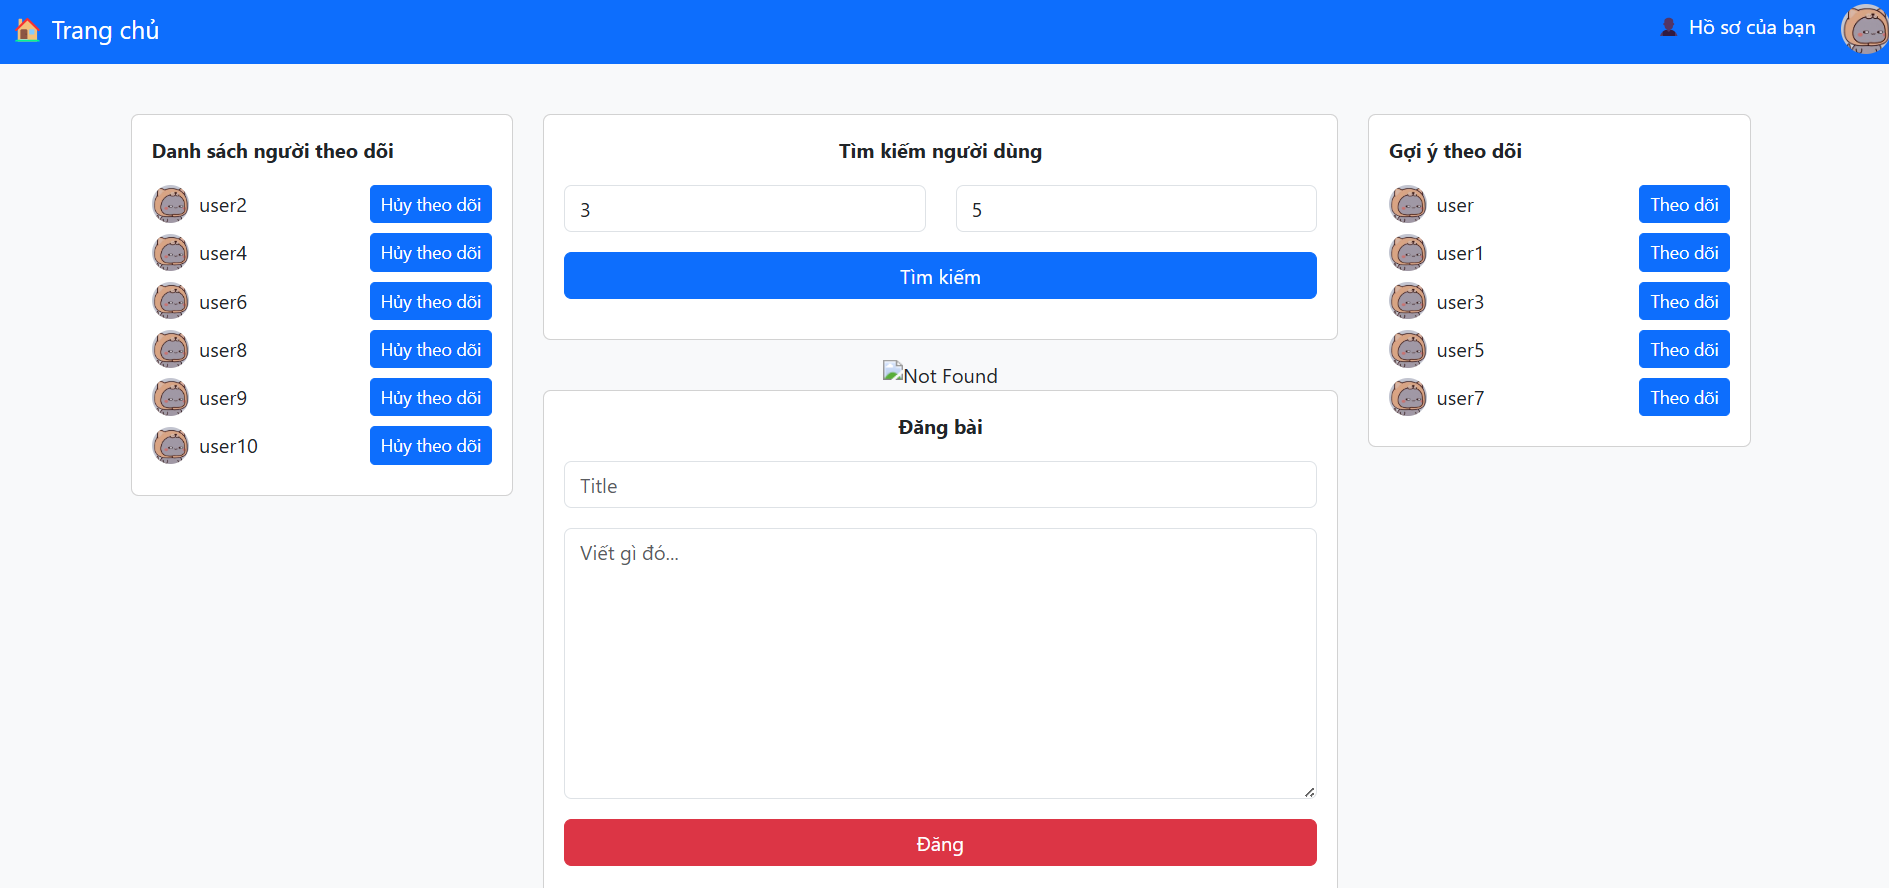 Trang chủ
Hồ sơ của bạn
Danh sách người theo dõi
user2 Hủy theo dõi
user4 Hủy theo dõi
user6 Hủy theo dõi
user8 Hủy theo dõi
user9 Hủy theo dõi
user10 Hủy theo dõi
Tìm kiếm người dùng
3 5
Tìm kiếm
Not Found
Đăng bài
Title
Viết gì đó...
Đăng
Gợi ý theo dõi
user Theo dõi
user1 Theo dõi
user3 Theo dõi
user5 Theo dõi
user7 Theo dõi